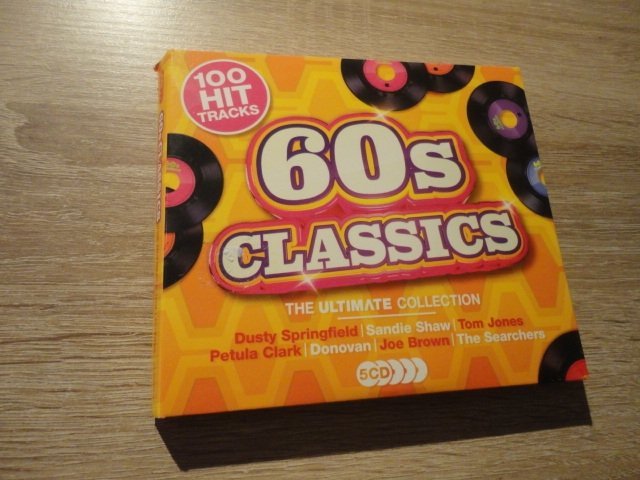 100
HIT
TRACKS
60s
CLASSICS
THE ULTIMATE COLLECTION
Dusty Springfield | Sandie Shaw | Tom Jones
Petula Clark | Donovan | Joe Brown | The Searchers
5CD